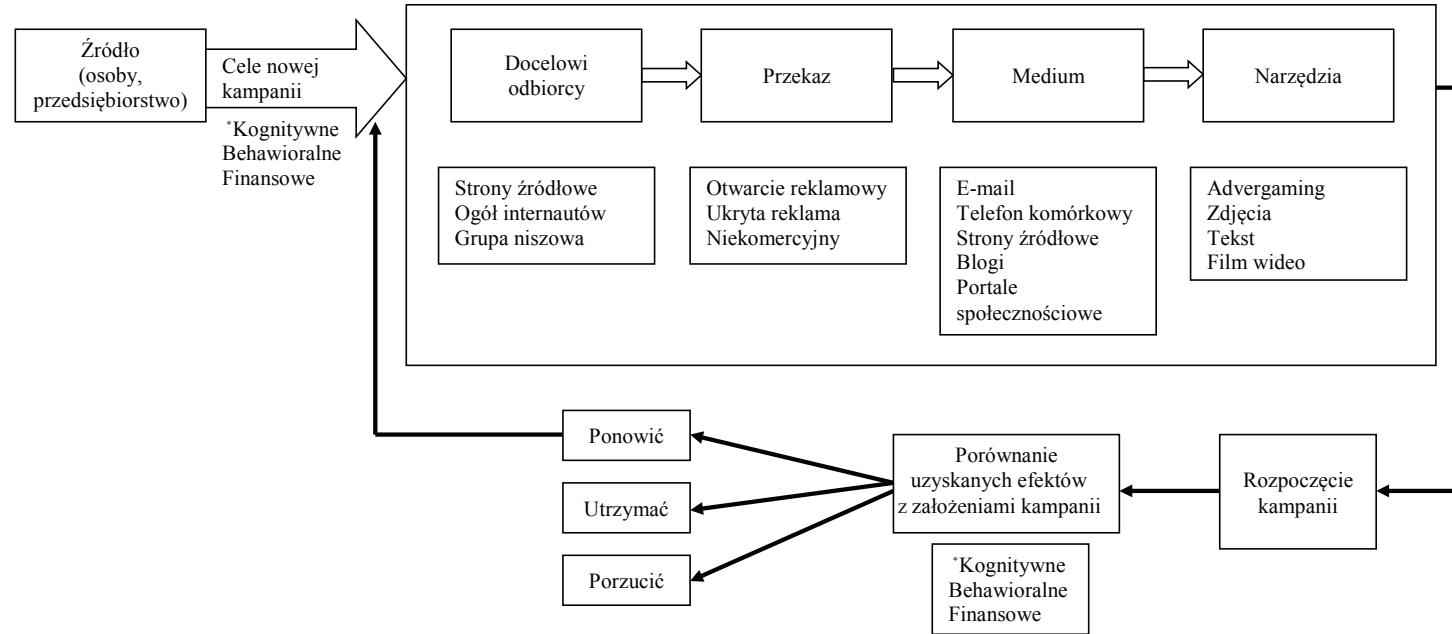 Źródło
(osoby,
przedsiębiorstwo)
Cele nowej
kampanii
*Kognitywne
Behawioralne
Finansowe
Docelowi
odbiorcy
Przekaz
Medium
Narzędzia
Strony źródłowe
Ogół internautów
Grupa niszowa
Otwarcie reklamowy
Ukryta reklama
Niekomercyjny
E-mail
Telefon komórkowy
Strony źródłowe
Blogi
Portale
społecznościowe
Advergaming
Zdjęcia
Tekst
Film wideo
Ponowić
Utrzymać
Porzucić
Porównanie
uzyskanych efektów
z założeniami kampanii
*Kognitywne
Behawioralne
Finansowe
Rozpoczęcie
kampanii